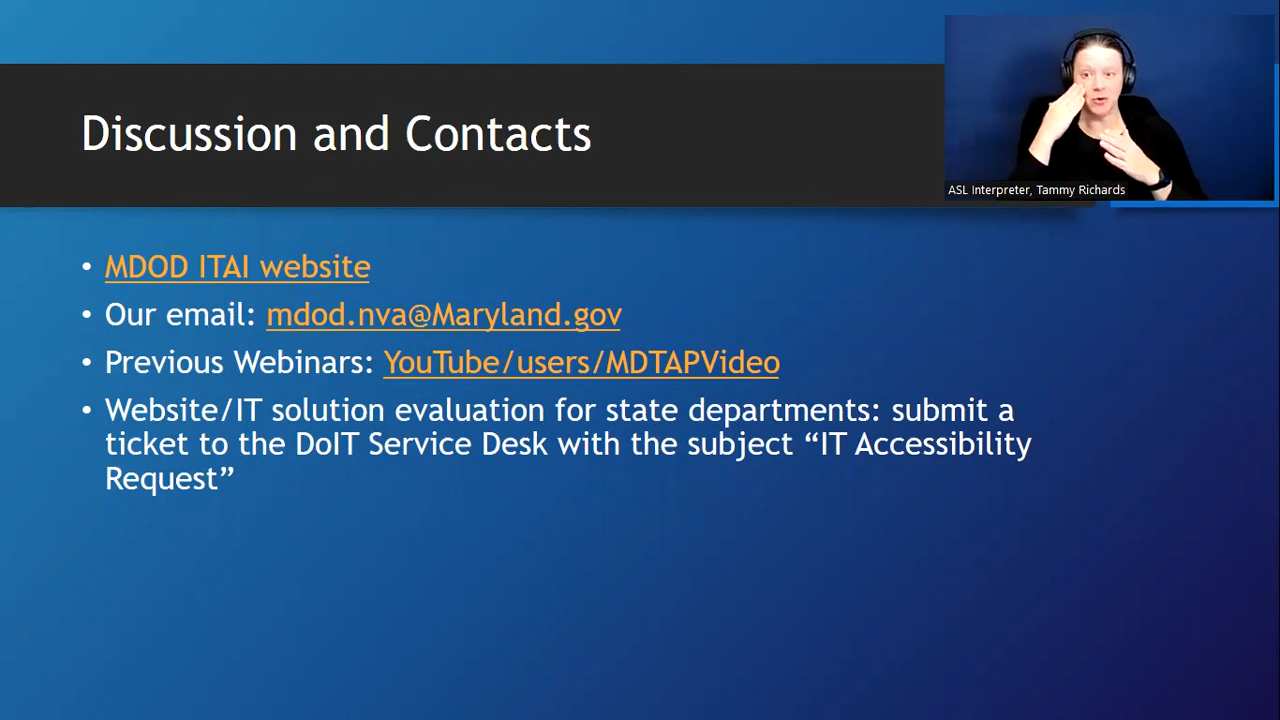 Discussion and Contacts
ASL Interpreter, Tammy Richards
• MDOD ITAI website
• Our email: mdod.nva@Maryland.gov
• Previous Webinars: YouTube/users/MDTAPVideo
• Website/IT solution evaluation for state departments: submit a
ticket to the DoIT Service Desk with the subject “IT Accessibility
Request”